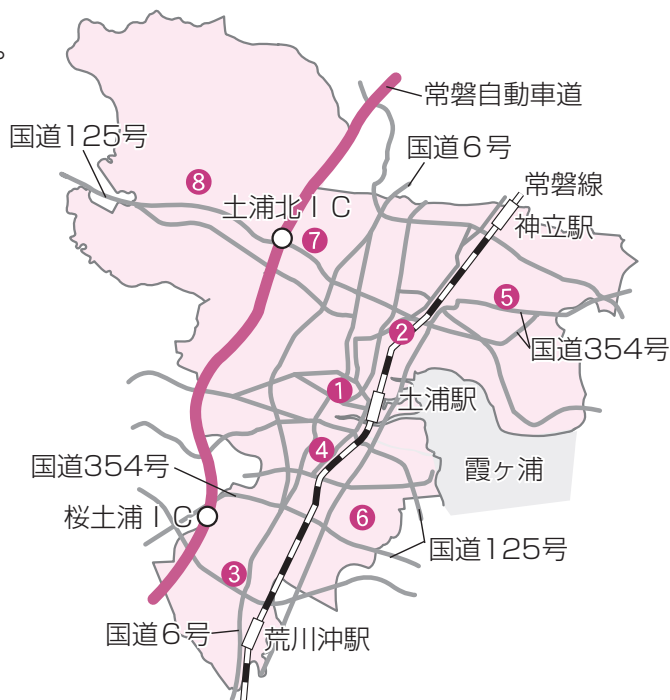 。
常磐自動車道
国道125号
国道6号
常磐線
⑧
土浦北IC
神立駅
⑦
⑤
②
国道354号
①
土浦駅
④
国道354号
霞ヶ浦
桜土浦IC
⑥
国道125号
③
国道6号
荒川沖駅